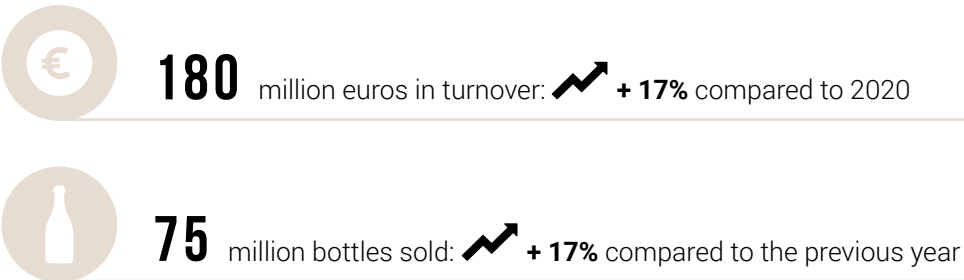 €
180 million euros in turnover: + 17% compared to 2020
75 million bottles sold: + 17% compared to the previous year